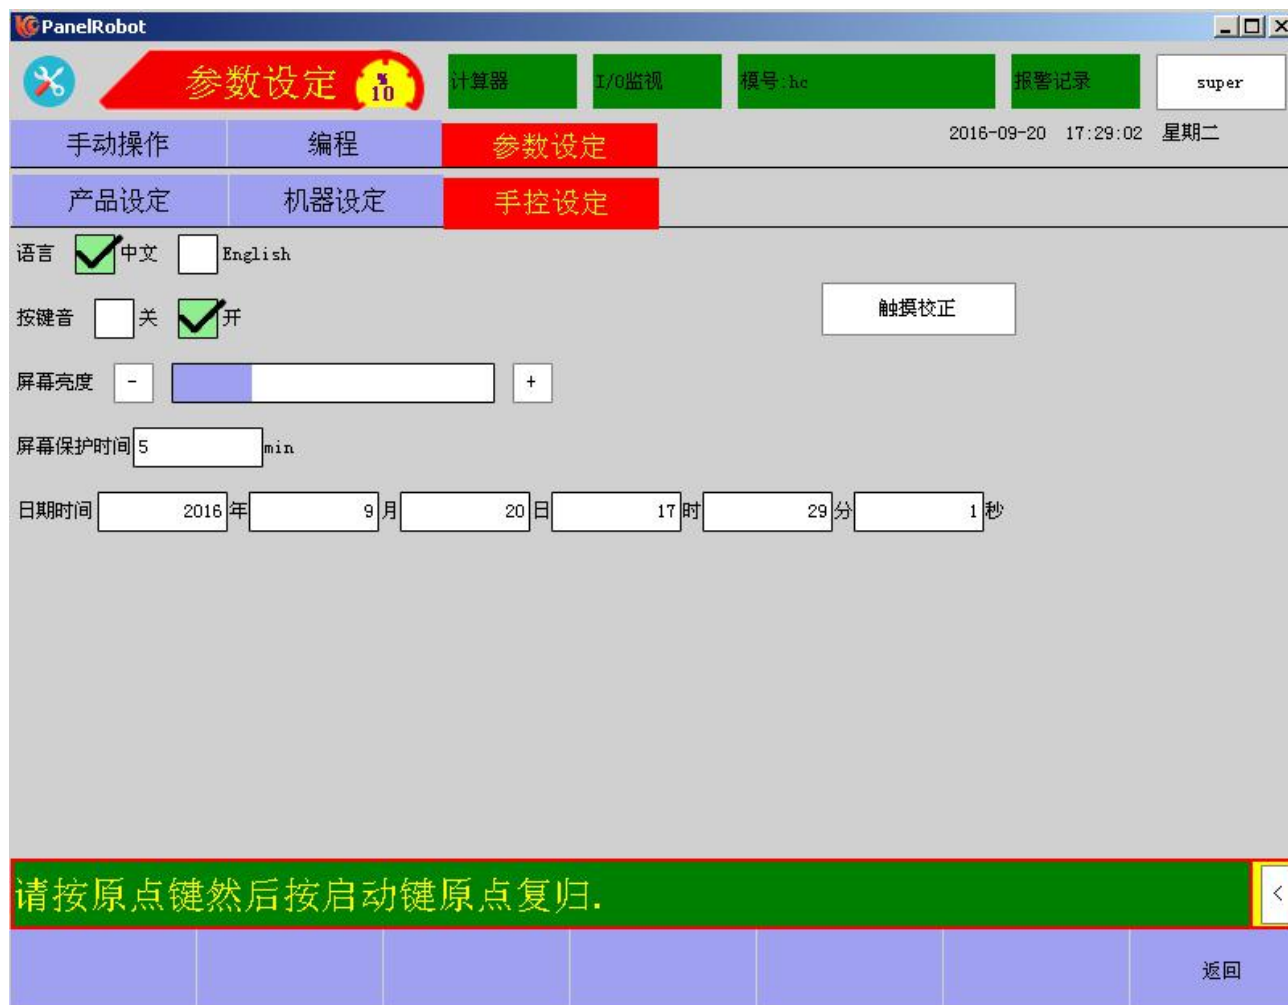 PanelRobot
参数设定 % 10 计算器 I/O监视 模号:hc 报警记录 super
手动操作 编程 参数设定 2016-09-20 17:29:02 星期二
产品设定 机器设定 手控设定
语言 中文 English
按键音 关 开 触摸校正
屏幕亮度 - +
屏幕保护时间 5 min
日期时间 2016 年 9 月 20 日 17 时 29 分 1 秒
请按原点键然后按启动键原点复归. <
返回